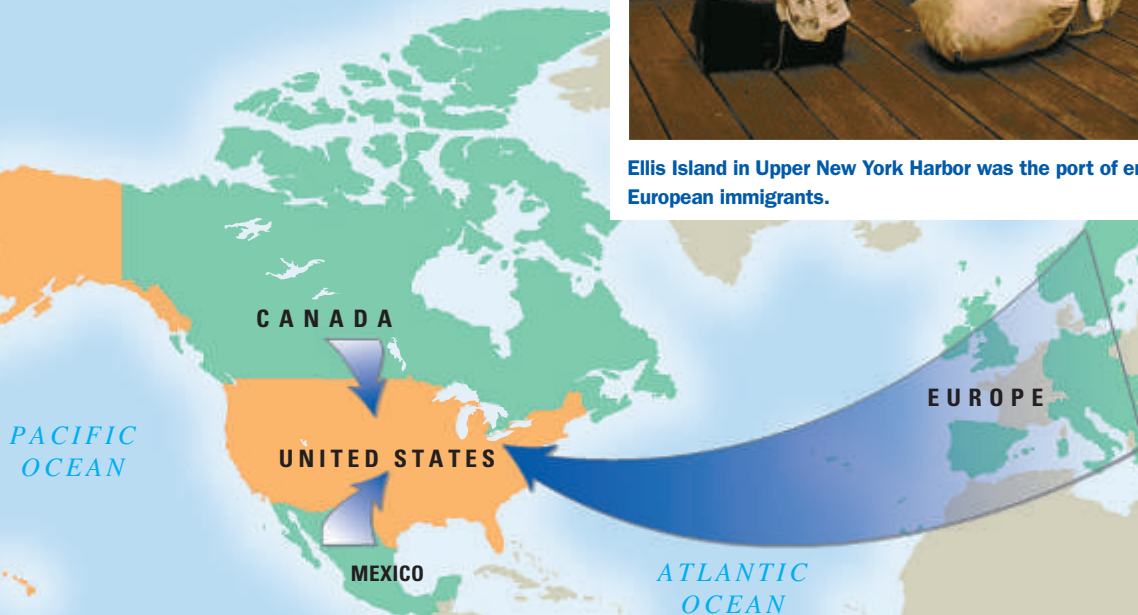 Ellis Island in Upper New York Harbor was the port of
European immigrants.
CANADA
EUROPE
PACIFIC
OCEAN
UNITED STATES
MEXICO
ATLANTIC
OCEAN